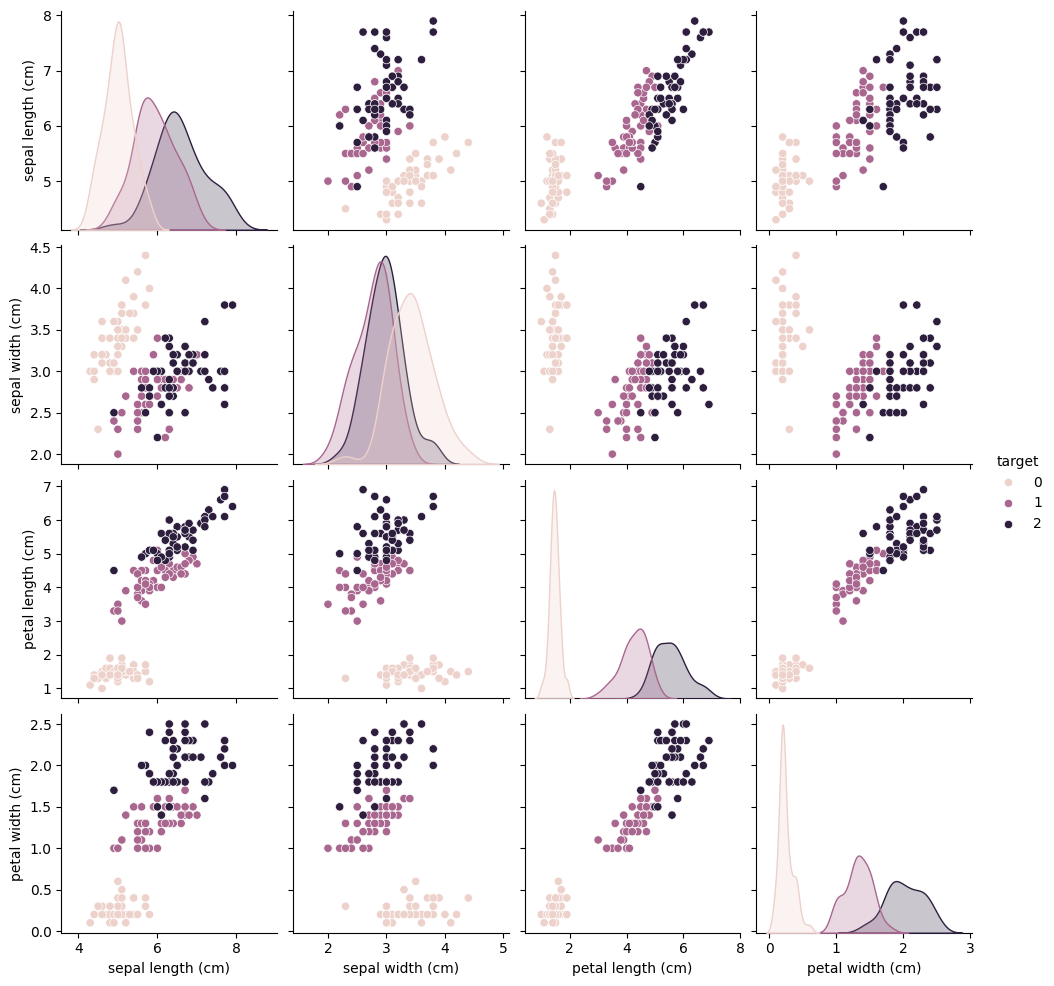 8
7
6
5
sepal length (cm)
4.5
4.0
3.5
3.0
2.5
2.0
sepal width (cm)
target
0
1
2
7
6
5
4
3
2
1
petal length (cm)
2.5
2.0
1.5
1.0
0.5
0.0
petal width (cm)
4 6 8
2 3 4 5
2 4 6 8
0 1 2 3
sepal length (cm)
sepal width (cm)
petal length (cm)
petal width (cm)